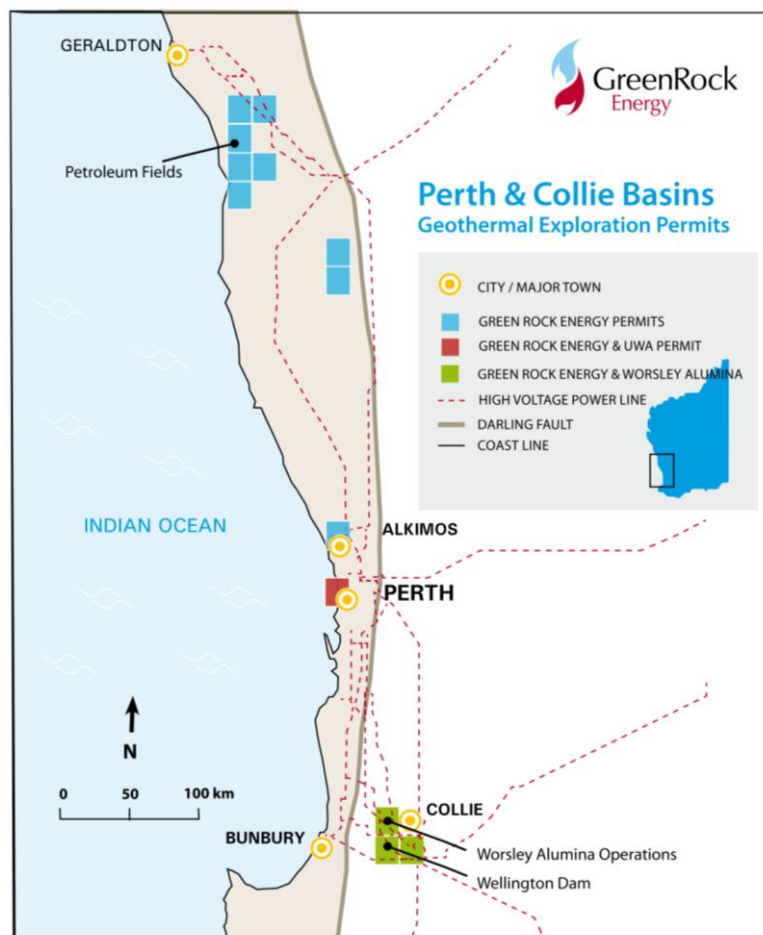 GERALDTON
GreenRock
Energy
Petroleum Fields
Perth & Collie Basins
Geothermal Exploration Permits
CITY / MAJOR TOWN
GREEN ROCK ENERGY PERMITS
GREEN ROCK ENERGY & UWA PERMIT
GREEN ROCK ENERGY & WORSLEY ALUMINA
HIGH VOLTAGE POWER LINE
DARLING FAULT
COAST LINE
INDIAN OCEAN
ALKIMOS
PERTH
N
0 50 100 km
COLLIE
BUNBURY
Worsley Alumina Operations
Wellington Dam